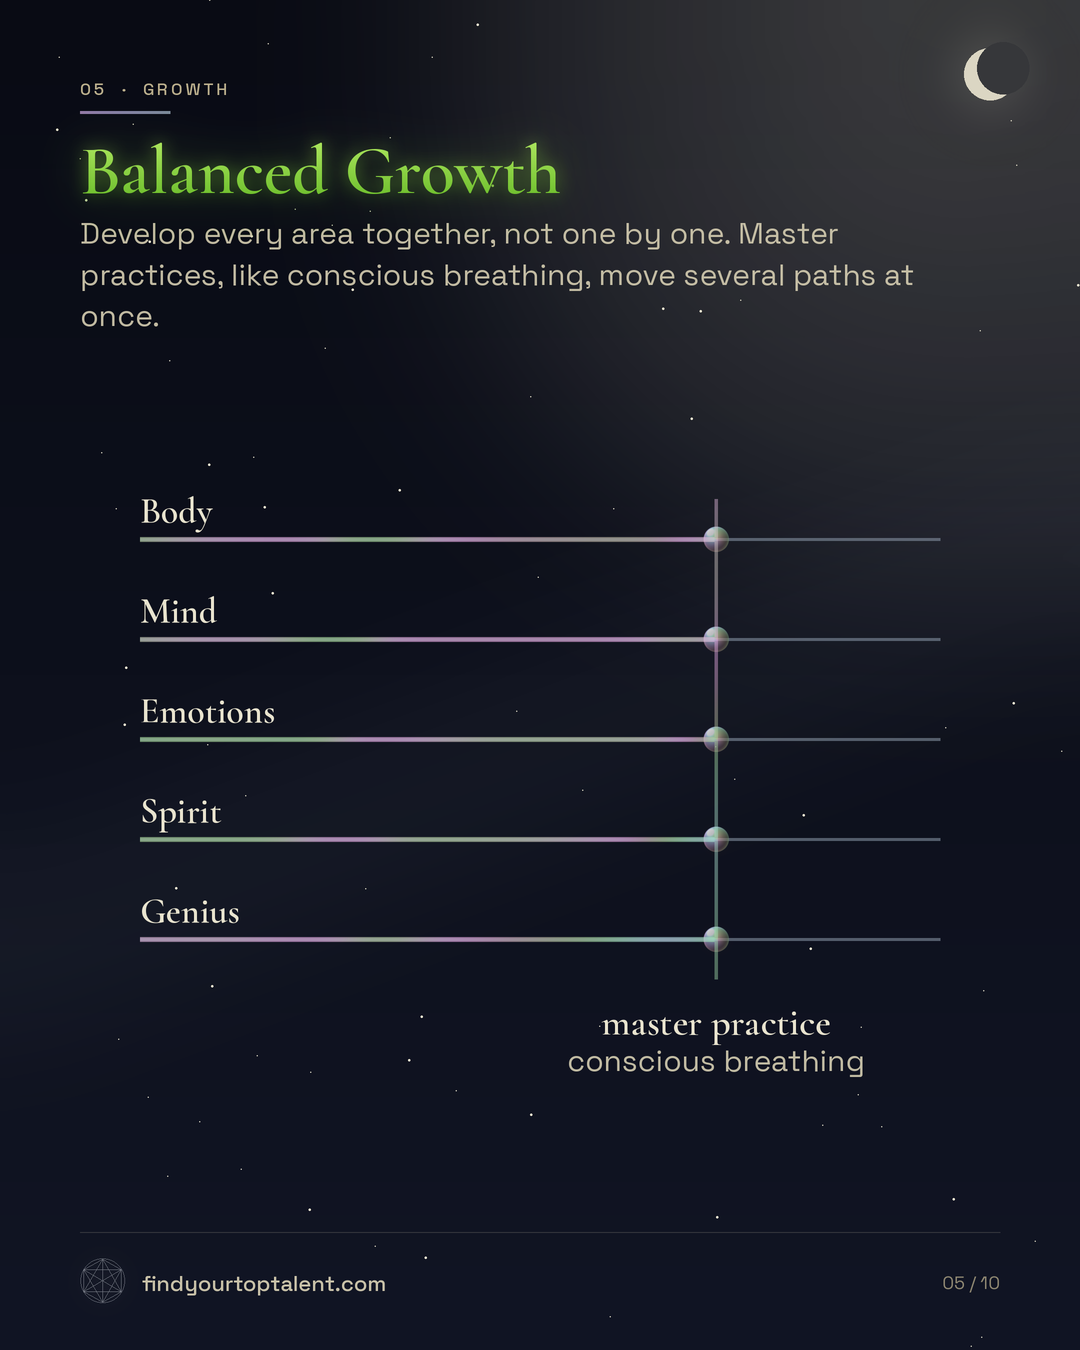 05 · GROWTH
Balanced Growth
Develop every area together, not one by one. Master
practices, like conscious breathing, move several paths at
once.
Body
Mind
Emotions
Spirit
Genius
master practice
conscious breathing
findyourtoptalent.com
05 / 10